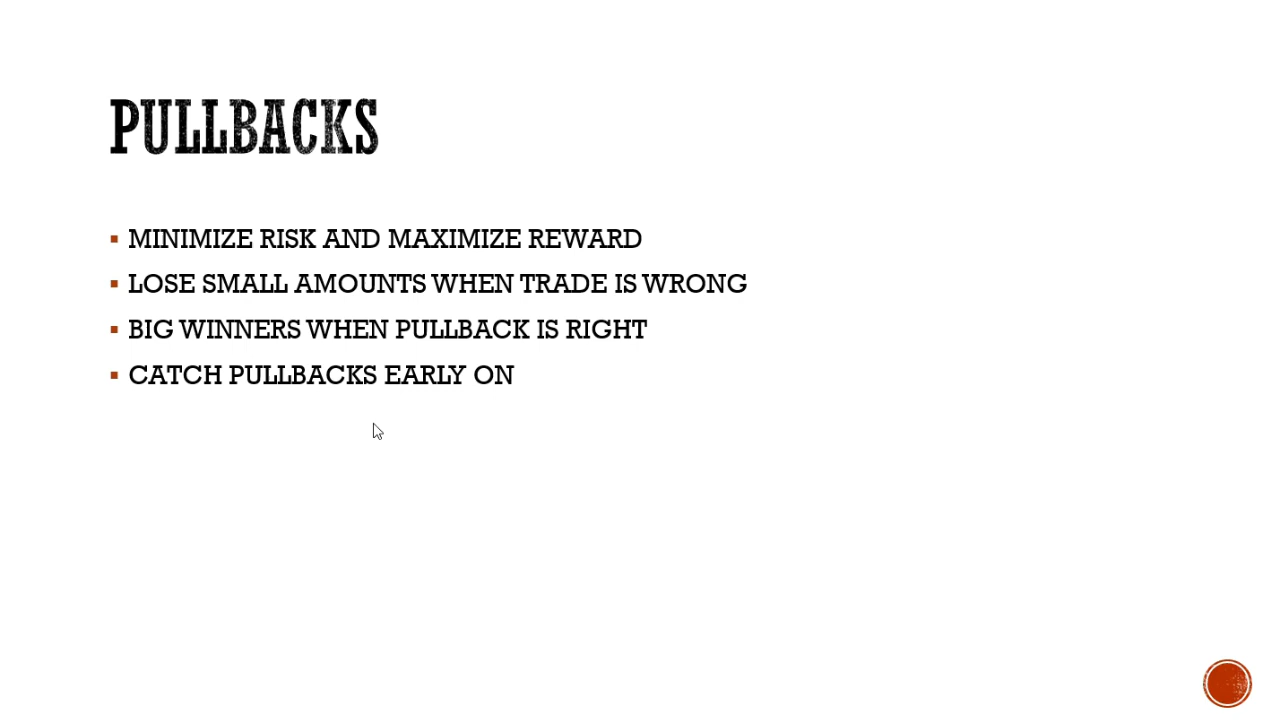 PULLBACKS
MINIMIZE RISK AND MAXIMIZE REWARD
LOSE SMALL AMOUNTS WHEN TRADE IS WRONG
BIG WINNERS WHEN PULLBACK IS RIGHT
CATCH PULLBACKS EARLY ON